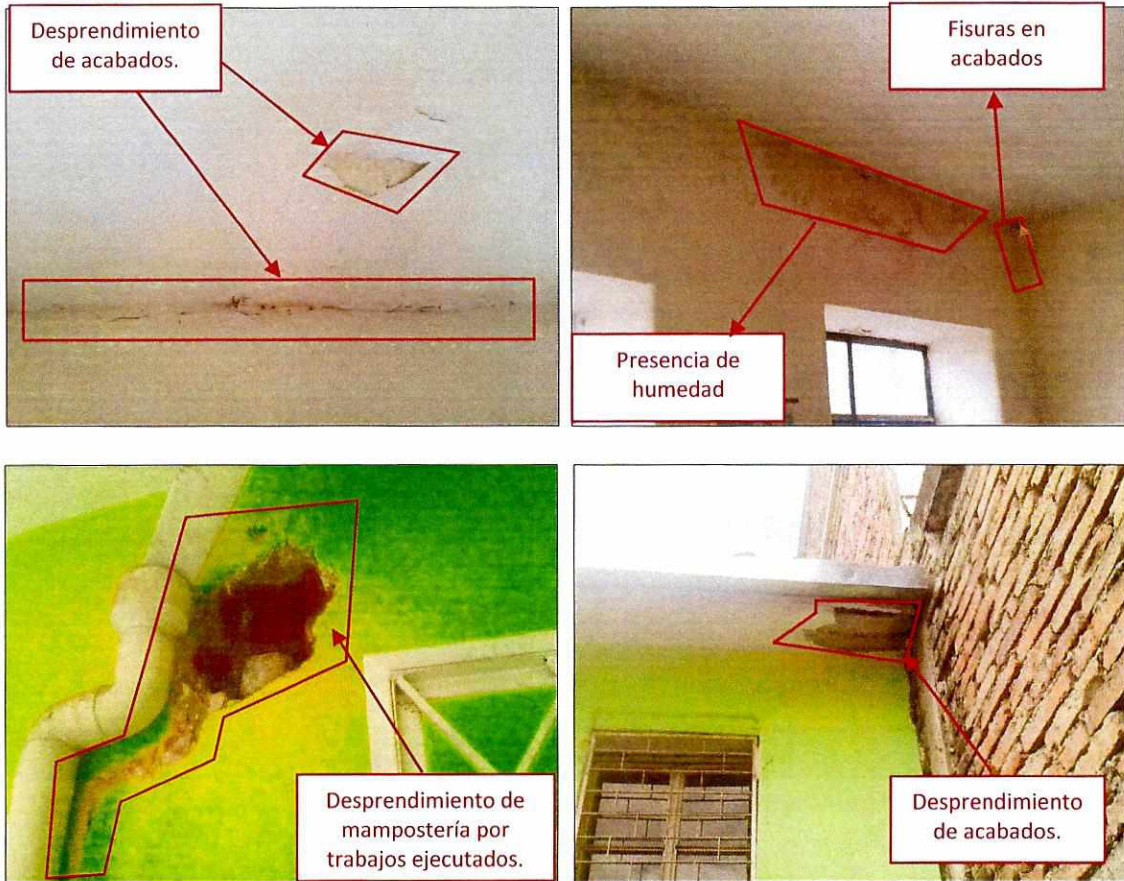 Desprendimiento
de acabados.
Fisuras en
acabados
Presencia de
humedad
Desprendimiento de
mampostería por
trabajos ejecutados.
Desprendimiento
de acabados.